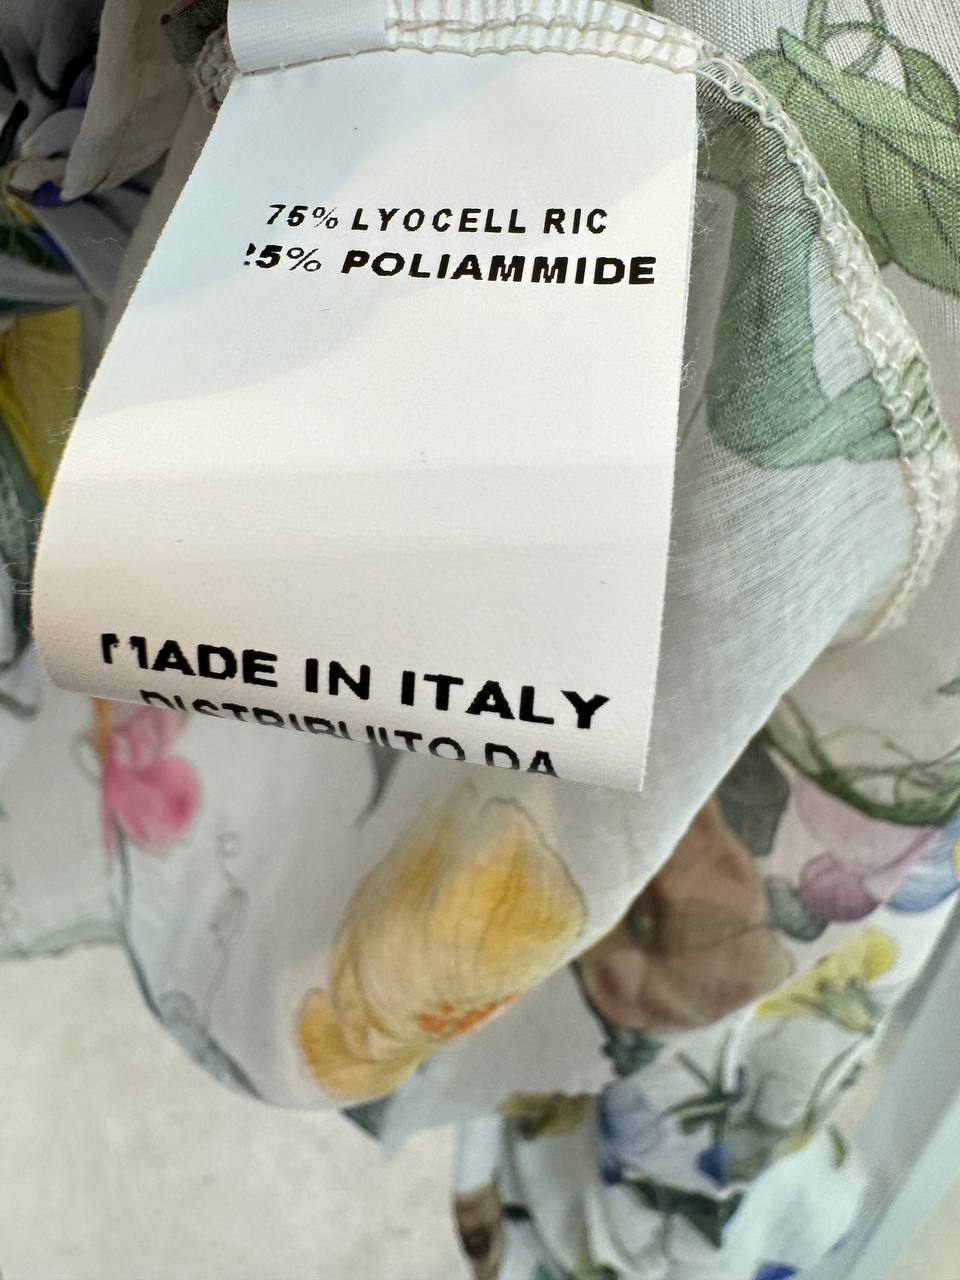 75% LYOCELL RIC
25% POLIAMMIDE
MADE IN ITALY
DISTRIBUITO DA